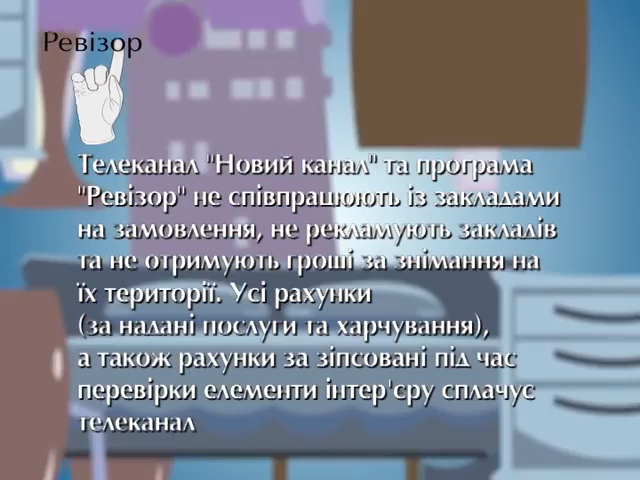 Ревізор
Телеканал "Новий канал" та програма
"Ревізор" не співпрацюють із закладами
на замовлення, не рекламують закладів
та не отримують гроші за знімання на
їх території. Усі рахунки
(за надані послуги та харчування),
а також рахунки за зіпсовані під час
перевірки елементи інтер'єру сплачує
телеканал